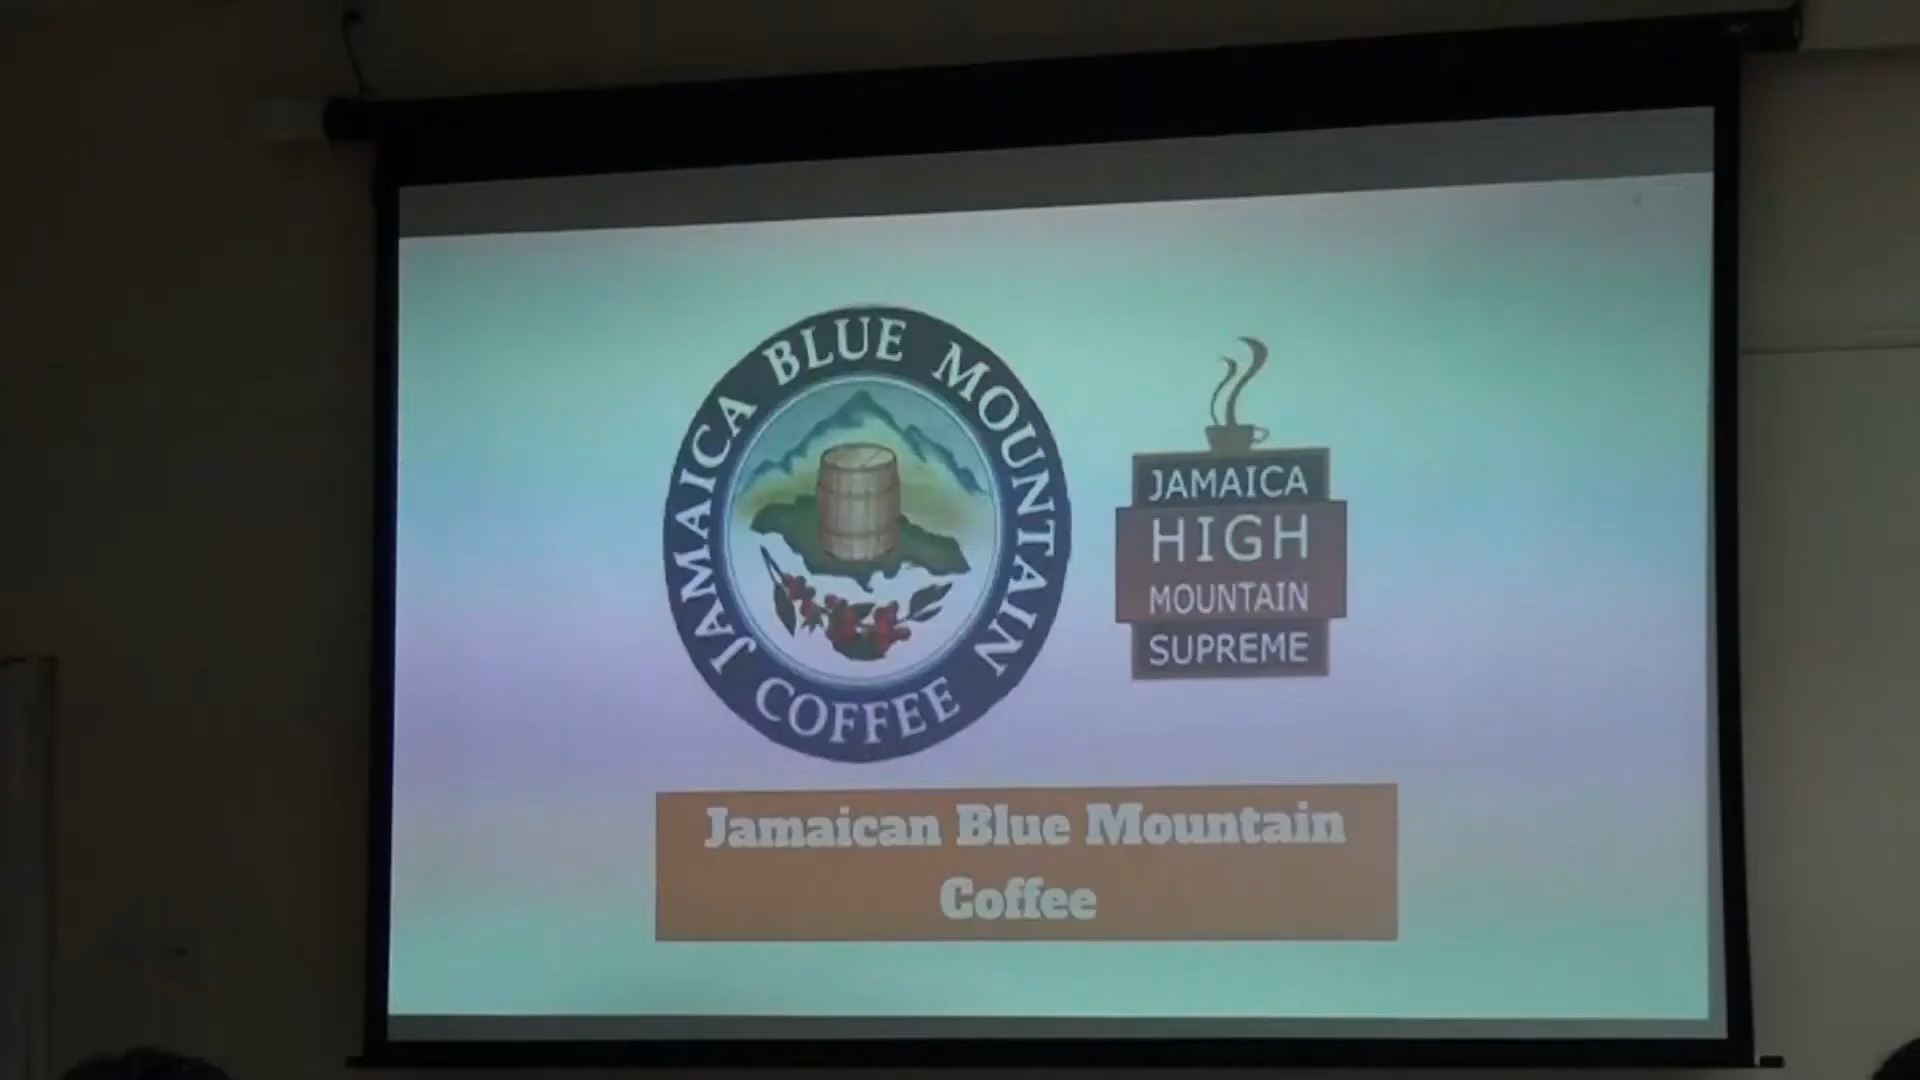 JAMAICA BLUE MOUNTAIN
COFFEE
JAMAICA
HIGH
MOUNTAIN
SUPREME
Jamaican Blue Mountain
Coffee